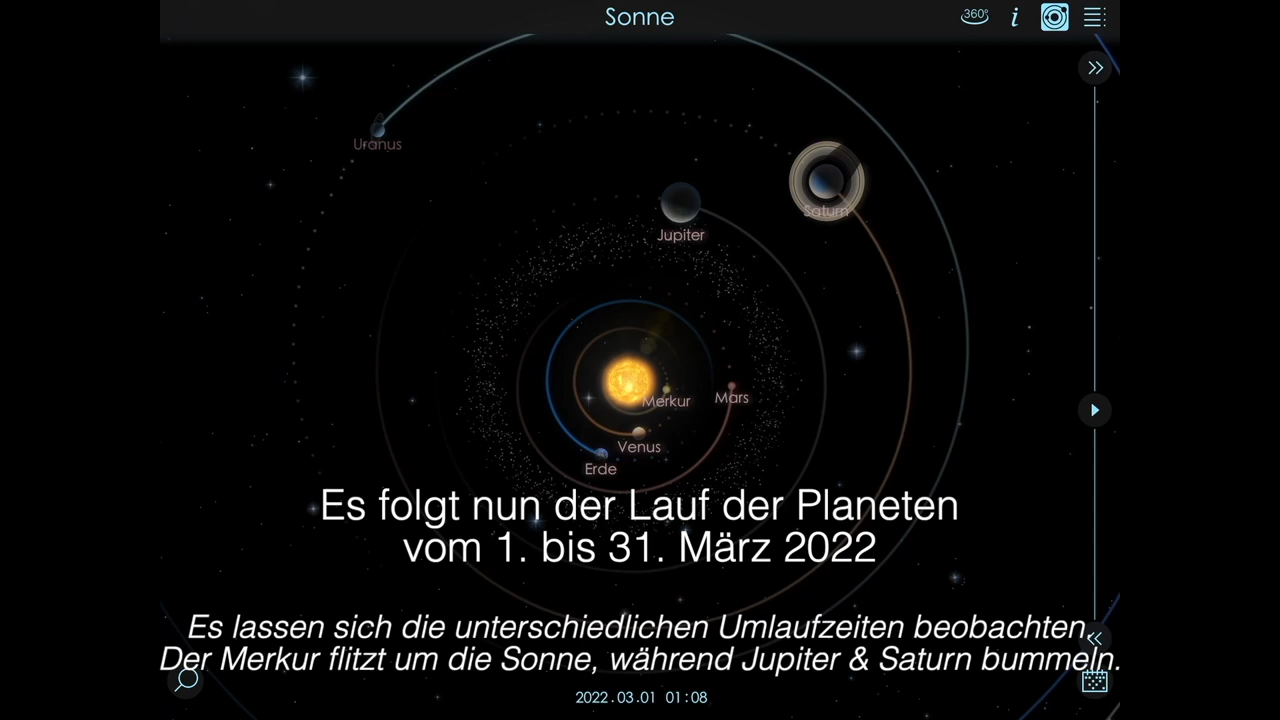 Sonne
360°
i
Uranus
Saturn
Jupiter
Merkur
Mars
Venus
Erde
Es folgt nun der Lauf der Planeten
vom 1. bis 31. März 2022
Es lassen sich die unterschiedlichen Umlaufzeiten beobachten.
Der Merkur flitzt um die Sonne, während Jupiter & Saturn bummeln.
2022.03.01 01:08